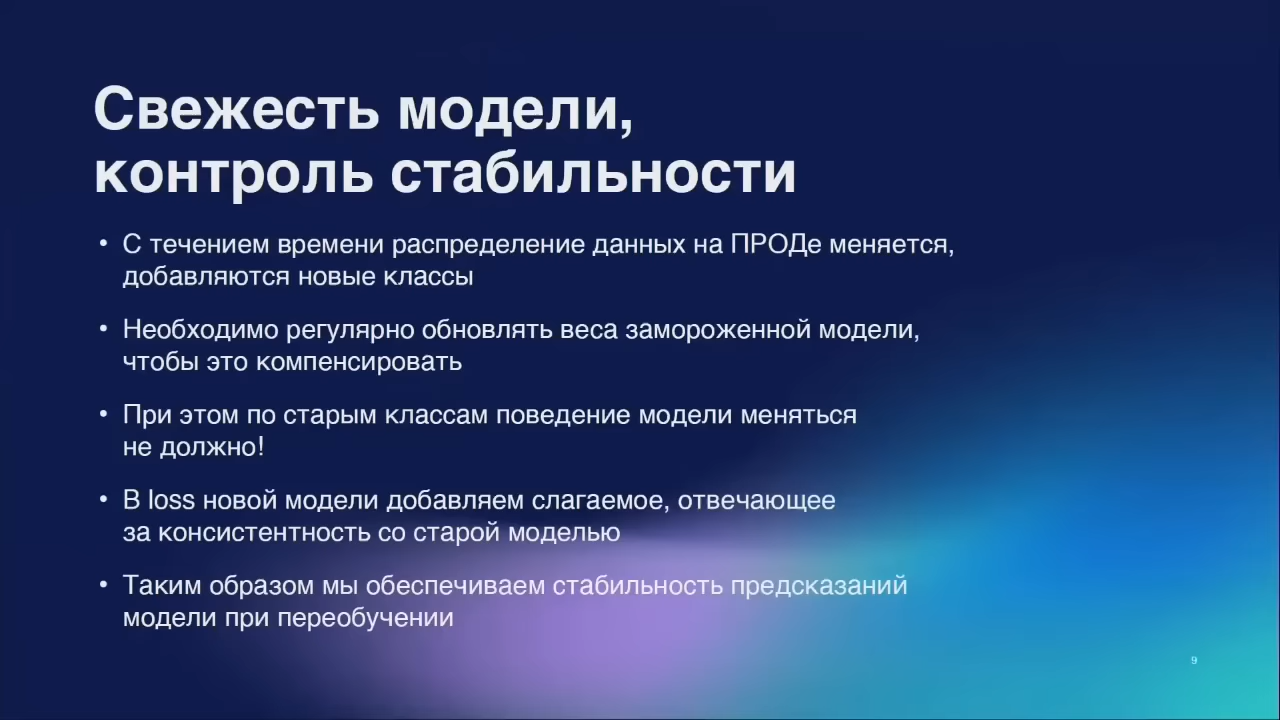 Свежесть модели,
контроль стабильности
• С течением времени распределение данных на ПРОДе меняется,
добавляются новые классы
• Необходимо регулярно обновлять веса замороженной модели,
чтобы это компенсировать
• При этом по старым классам поведение модели меняться
не должно!
• В loss новой модели добавляем слагаемое, отвечающее
за консистентность со старой моделью
• Таким образом мы обеспечиваем стабильность предсказаний
модели при переобучении
9